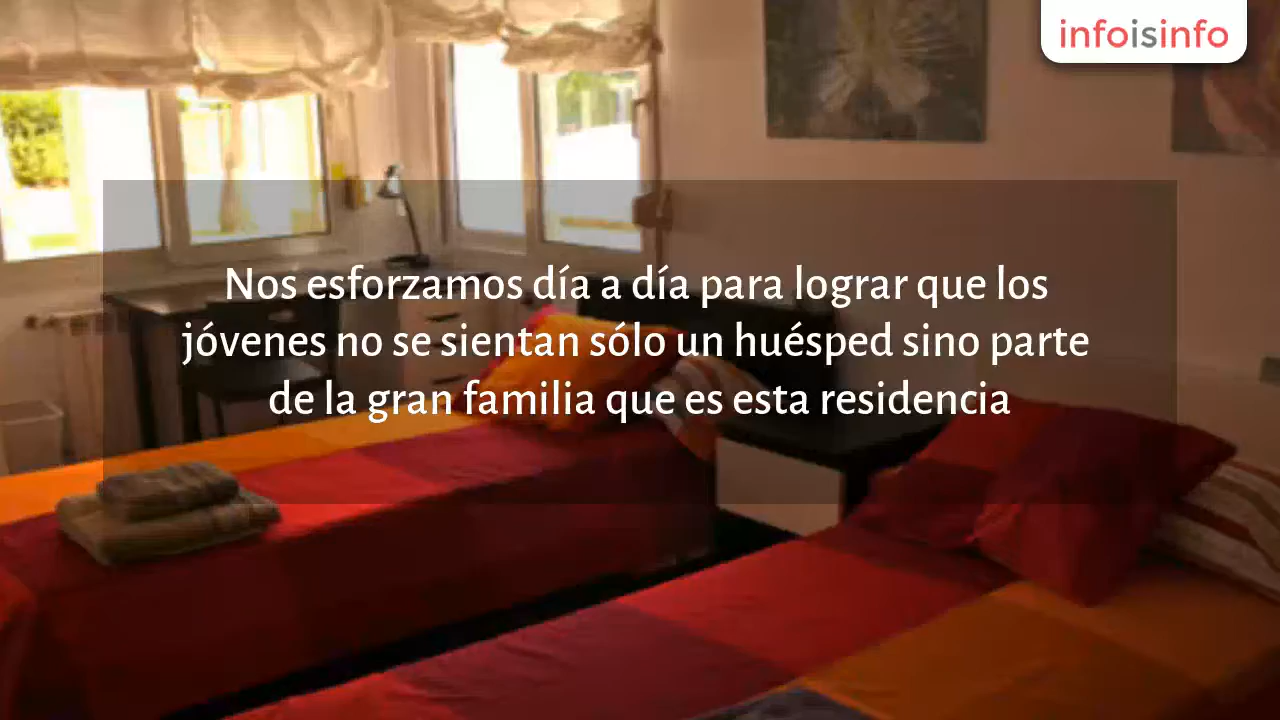 infoisinfo
Nos esforzamos día a día para lograr que los
jóvenes no se sientan sólo un huésped sino parte
de la gran familia que es esta residencia